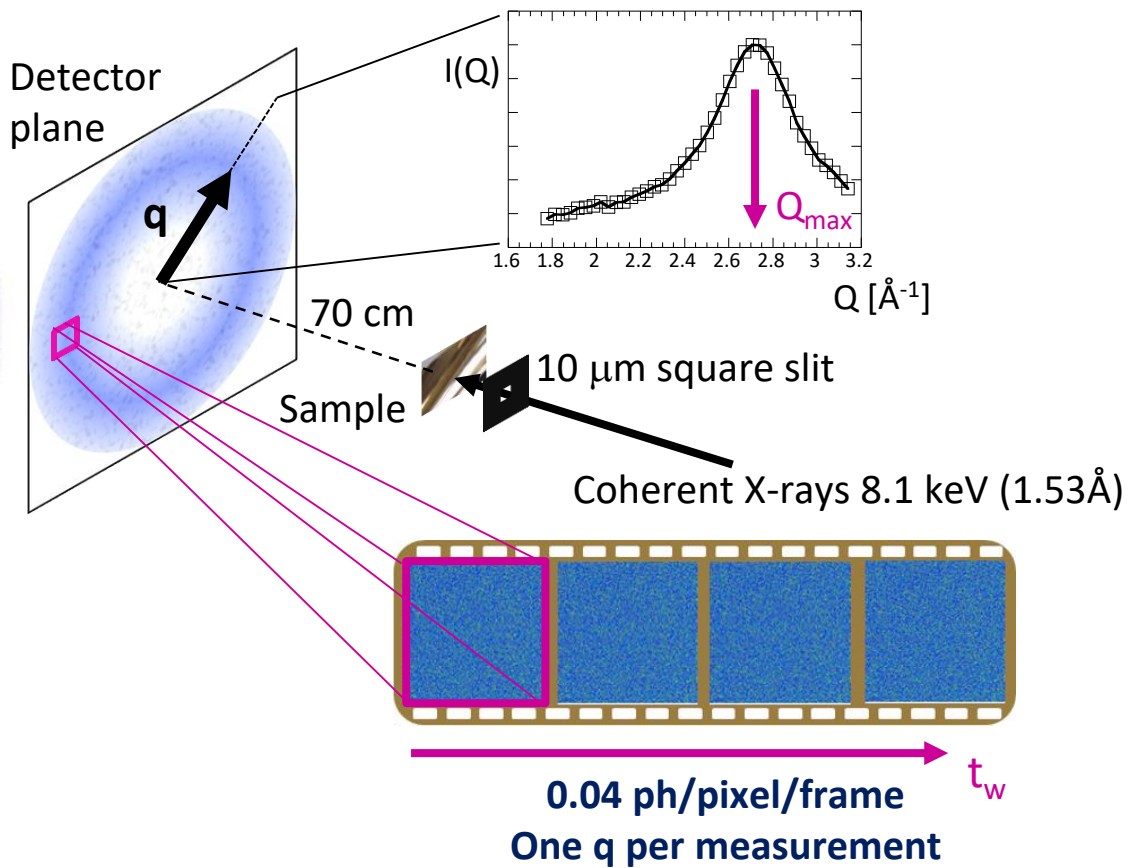 Detector
plane
q
I(Q)
Q_max
1.6 1.8 2 2.2 2.4 2.6 2.8 3 3.2
Q [Å⁻¹]
70 cm
10 μm square slit
Sample
Coherent X-rays 8.1 keV (1.53Å)
t_w
0.04 ph/pixel/frame
One q per measurement